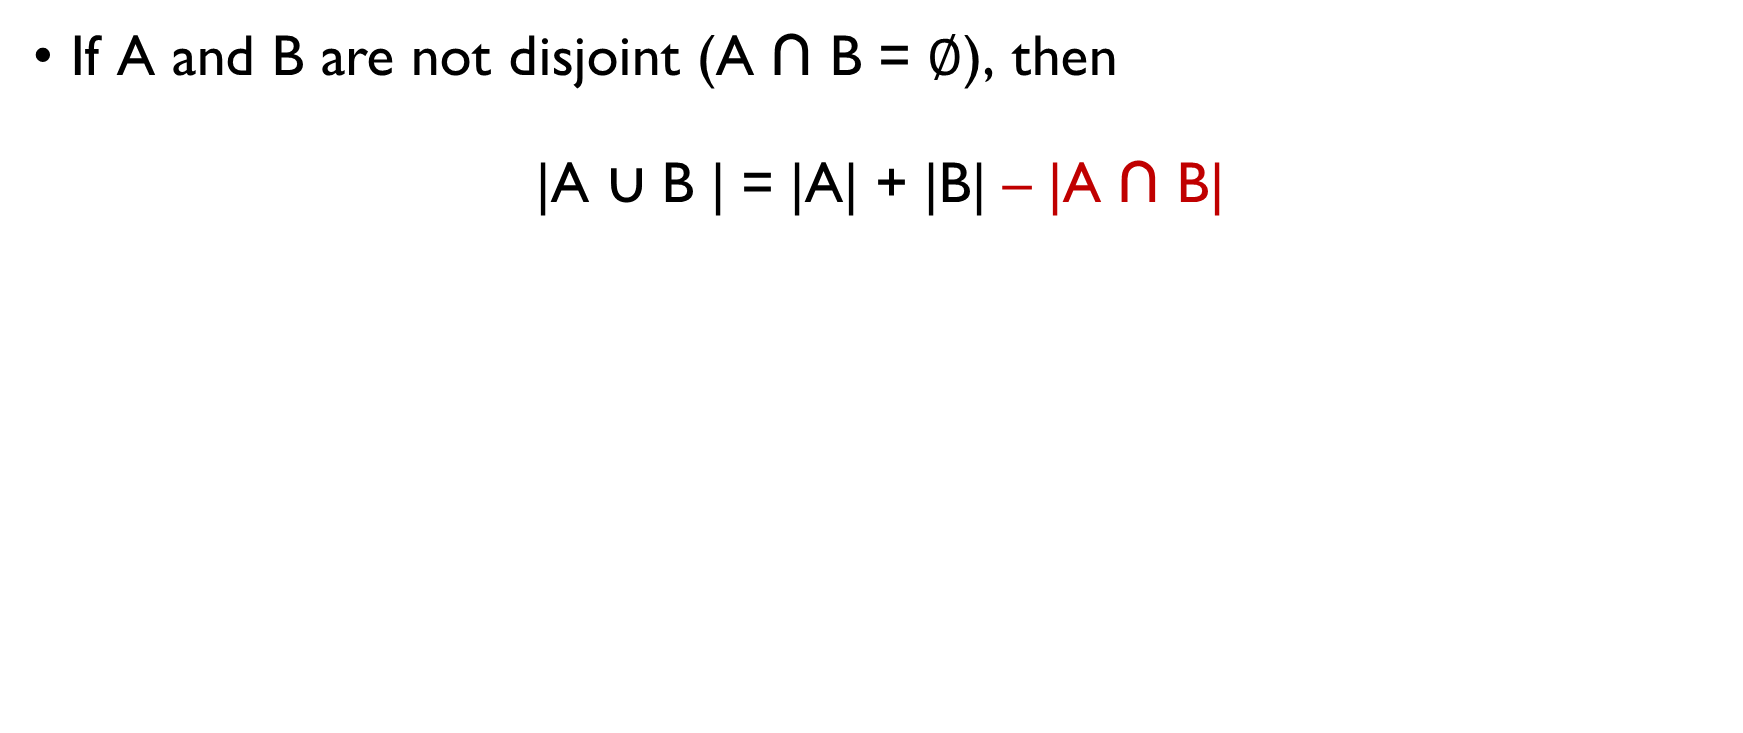 • If A and B are not disjoint (A ∩ B = ∅), then
|A ∪ B | = |A| + |B| – |A ∩ B|